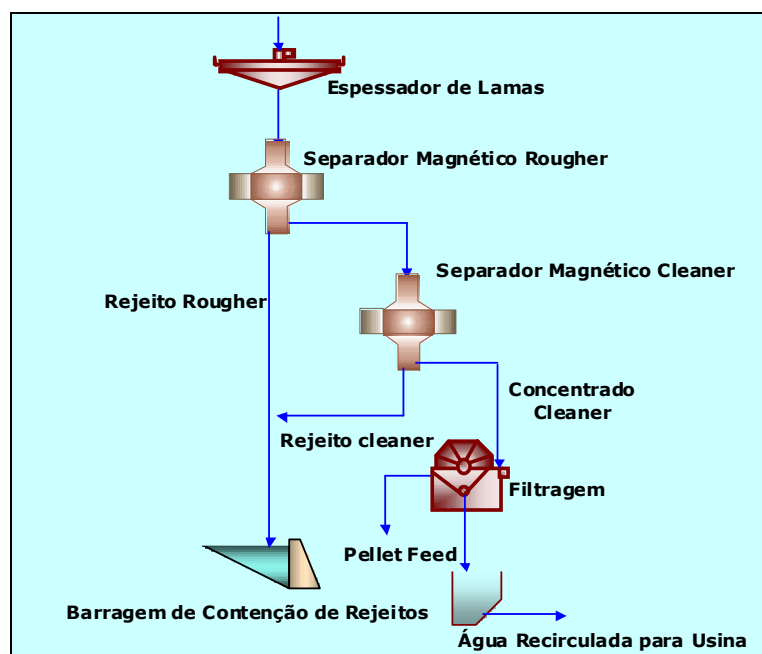 Espessador de Lamas
Separador Magnético Rougher
Separador Magnético Cleaner
Rejeito Rougher
Concentrado
Cleaner
Rejeito cleaner
Filtragem
Pellet Feed
Barragem de Contenção de Rejeitos
Água Recirculada para Usina